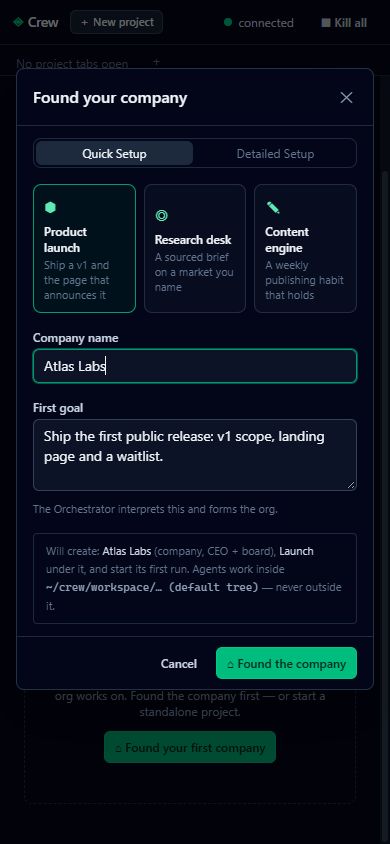 Crew
+ New project
connected
Kill all
No project tabs open
+
Found your company
Quick Setup
Detailed Setup
Product
launch
Ship a v1 and
the page that
announces it
Research desk
A sourced brief
on a market you
name
Content
engine
A weekly
publishing habit
that holds
Company name
Atlas Labs
First goal
Ship the first public release: v1 scope, landing
page and a waitlist.
The Orchestrator interprets this and forms the org.
Will create: Atlas Labs (company, CEO + board), Launch
under it, and start its first run. Agents work inside
~/crew/workspace/… (default tree) — never outside
it.
Cancel
⌂ Found the company
org works on. Found the company first — or start a
standalone project.
⌂ Found your first company